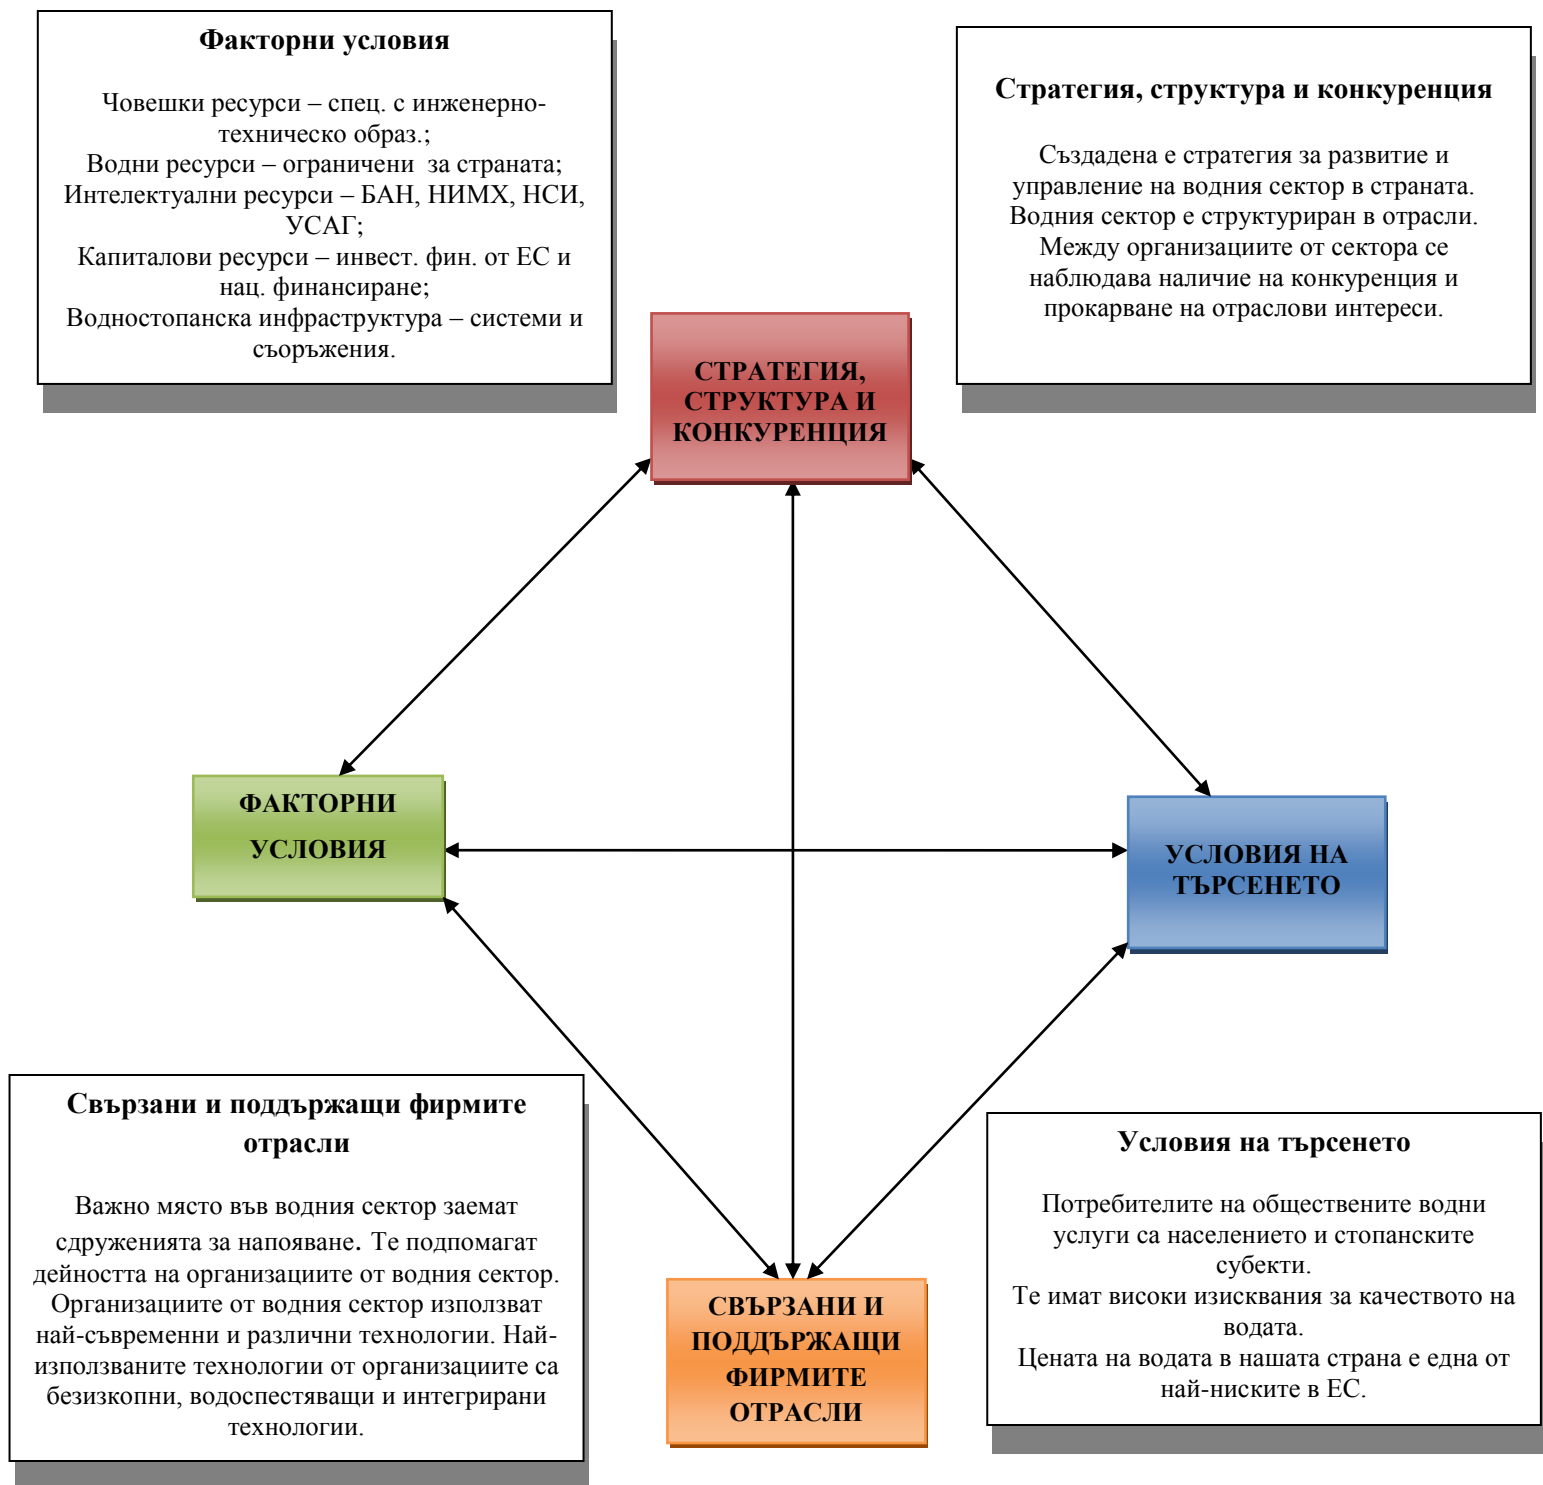 Факторни условия
Човешки ресурси – спец. с инженерно-
техническо образ.;
Водни ресурси – ограничени за страната;
Интелектуални ресурси – БАН, НИМХ, НСИ,
УСАГ;
Капиталови ресурси – инвест. фин. от ЕС и
нац. финансиране;
Водностопанска инфраструктура – системи и
съоръжения.
Стратегия, структура и конкуренция
Създадена е стратегия за развитие и
управление на водния сектор в страната.
Водния сектор е структуриран в отрасли.
Между организациите от сектора се
наблюдава наличие на конкуренция и
прокарване на отраслови интереси.
СТРАТЕГИЯ,
СТРУКТУРА И
КОНКУРЕНЦИЯ
ФАКТОРНИ
УСЛОВИЯ
УСЛОВИЯ НА
ТЪРСЕНЕТО
Свързани и поддържащи фирмите
отрасли
Важно място във водния сектор заемат
сдруженията за напояване. Те подпомагат
дейността на организациите от водния сектор.
Организациите от водния сектор използват
най-съвременни и различни технологии. Най-
използваните технологии от организациите са
безизкопни, водоспестяващи и интегрирани
технологии.
СВЪРЗАНИ И
ПОДДЪРЖАЩИ
ФИРМИТЕ
ОТРАСЛИ
Условия на търсенето
Потребителите на обществените водни
услуги са населението и стопанските
субекти.
Те имат високи изисквания за качеството на
водата.
Цената на водата в нашата страна е една от
най-ниските в ЕС.